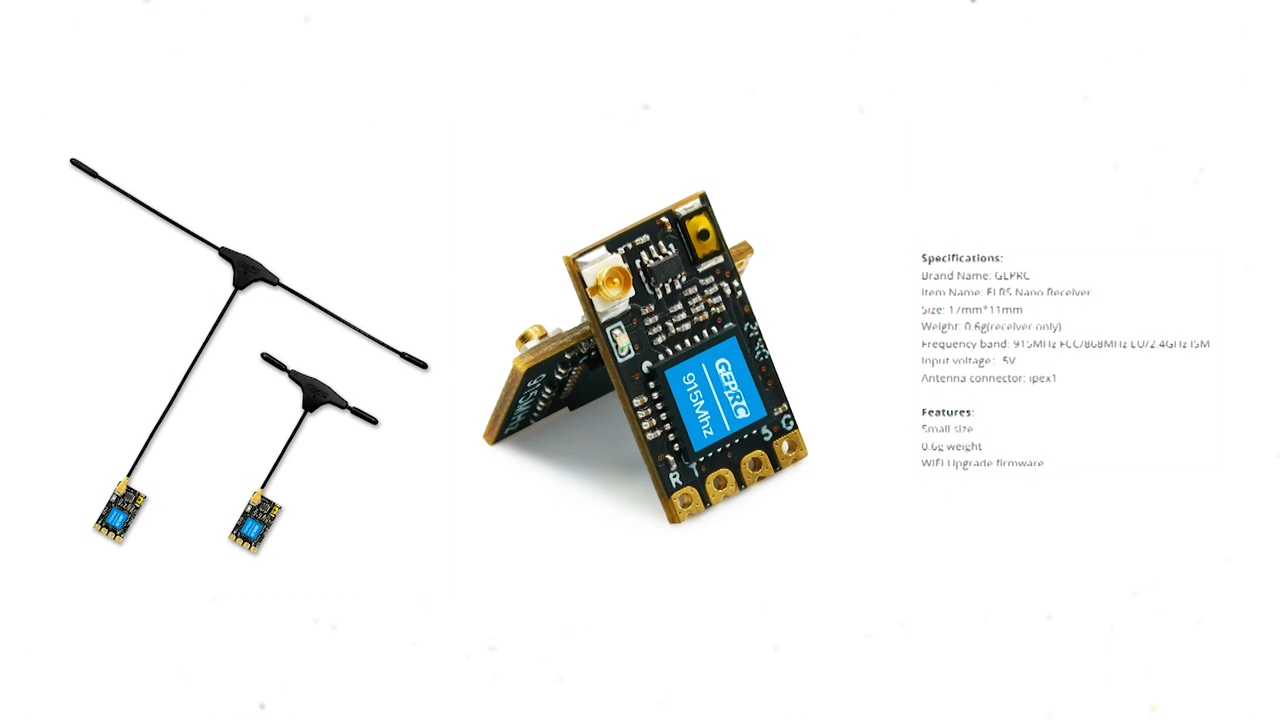 GEPRC
915Mhz
R
T
5
G
915MHz
Specifications:
Brand Name: GEPRC
Item Name: ELRS Nano Receiver
Size: 17mm*11mm
Weight: 0.6g(receiver only)
Frequency band: 915MHz FCC/868MHz EU/2.4GHz ISM
Input voltage: 5V
Antenna connector: ipex1
Features:
Small size
0.6g weight
WIFI Upgrade firmware